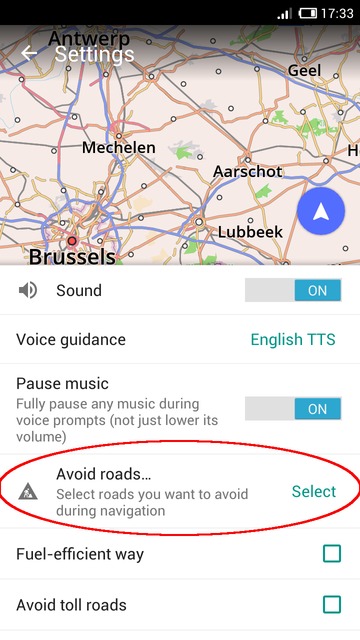 17:33
Antwerp
Settings
Geel
Mechelen
Aarschot
Lubbeek
Brussels
Sound
ON
Voice guidance
English TTS
Pause music
Fully pause any music during
voice prompts (not just lower its
volume)
ON
Avoid roads...
Select roads you want to avoid
during navigation
Select
Fuel-efficient way
Avoid toll roads